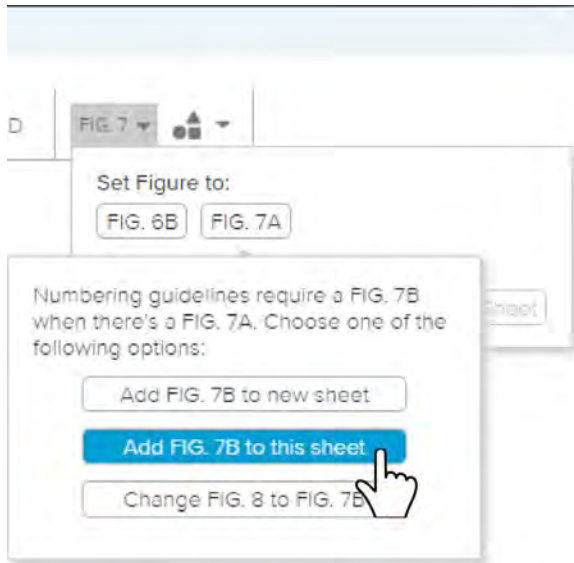 D
FIG. 7
Set Figure to:
FIG. 6B FIG. 7A
Sheet
Numbering guidelines require a FIG. 7B
when there's a FIG. 7A. Choose one of the
following options:
Add FIG. 7B to new sheet
Add FIG. 7B to this sheet
Change FIG. 8 to FIG. 7B